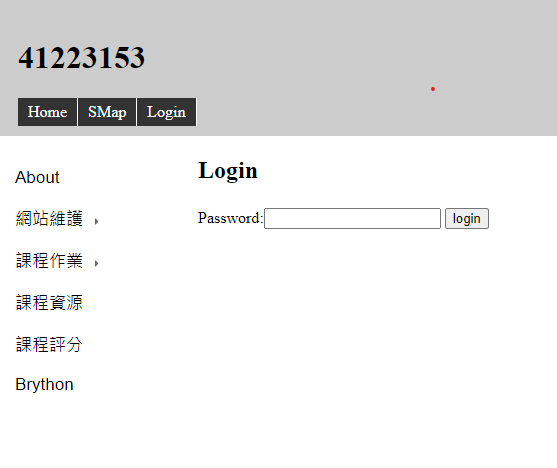 41223153
Home SMap Login
About
網站維護
課程作業
課程資源
課程評分
Brython
Login
Password: login